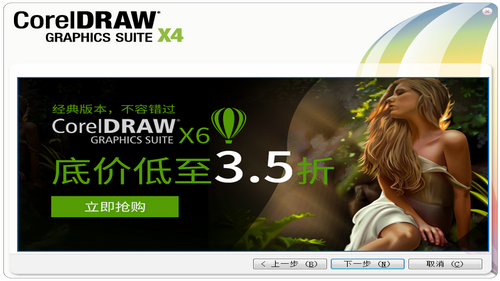 CorelDRAW®
GRAPHICS SUITE X4
经典版本，不容错过
CorelDRAW®
GRAPHICS SUITE X6
底价低至3.5折
立即抢购
< 上一步 (B)
下一步 (N)
取消 (C)